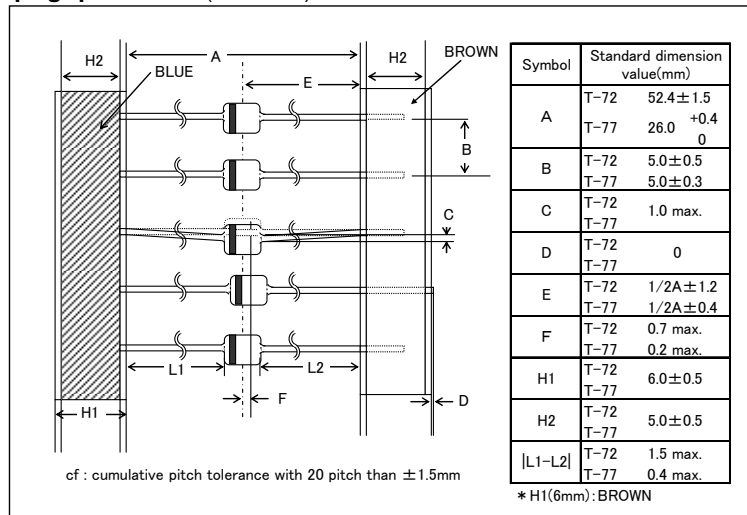 H2
A
H2
BROWN
BLUE
E
B
C
L1
L2
F
H1
D
cf : cumulative pitch tolerance with 20 pitch than ±1.5mm
Symbol Standard dimension
value(mm)
A T-72 52.4±1.5
T-77 26.0 +0.4
0
B T-72 5.0±0.5
T-77 5.0±0.3
C T-72 1.0 max.
T-77
D T-72 0
T-77
E T-72 1/2A±1.2
T-77 1/2A±0.4
F T-72 0.7 max.
T-77 0.2 max.
H1 T-72 6.0±0.5
T-77
H2 T-72 5.0±0.5
T-77
|L1-L2| T-72 1.5 max.
T-77 0.4 max.
* H1(6mm):BROWN